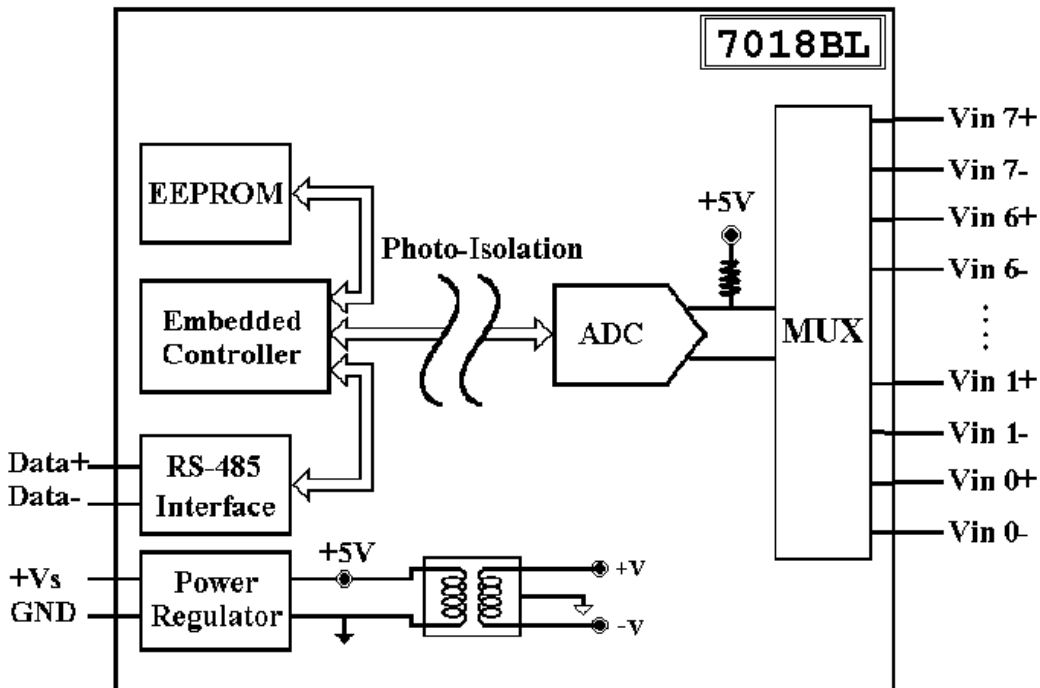 7018BL
EEPROM
Embedded
Controller
RS-485
Interface
Power
Regulator
Data+
Data-
+Vs
GND
Photo-Isolation
ADC
+5V
MUX
Vin 7+
Vin 7-
Vin 6+
Vin 6-
Vin 1+
Vin 1-
Vin 0+
Vin 0-
+5V
+V
-V